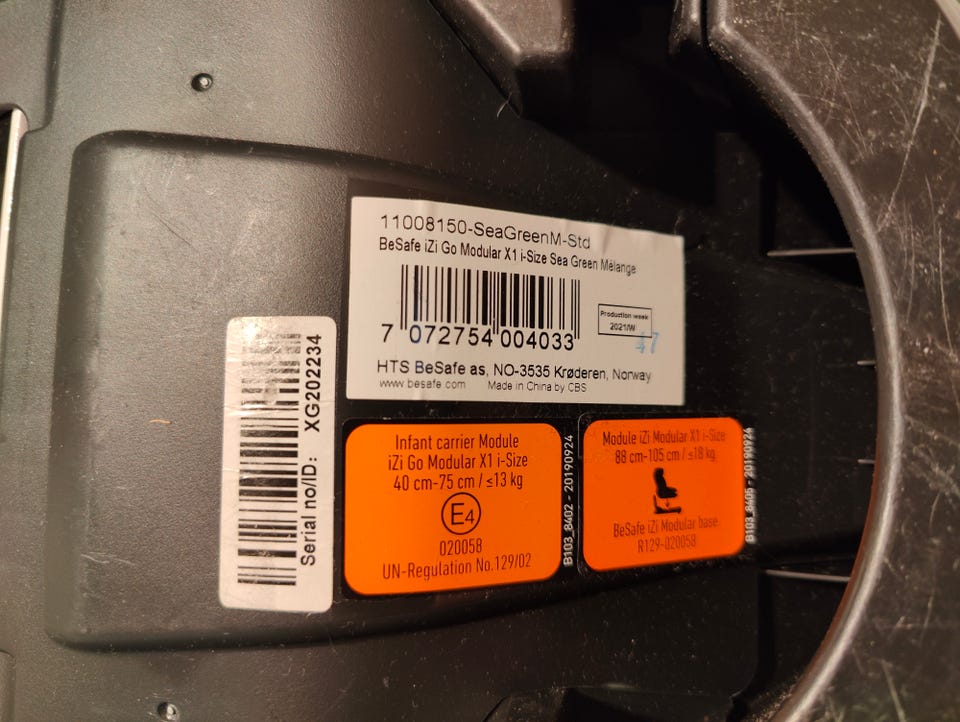 11008150-SeaGreenM-Std
BeSafe iZi Go Modular X1 i-Size Sea Green Mélange
7 072754 004033
Production week
2021/W 47
HTS BeSafe as, NO-3535 Krøderen, Norway
www.besafe.com Made in China by CBS
Serial no/ID: XG202234
Infant carrier Module
iZi Go Modular X1 i-Size
40 cm-75 cm / ≤13 kg
E4
020058
UN-Regulation No.129/02
B103_8402 - 20190924
Module iZi Modular X1 i-Size
88 cm-105 cm / ≤18 kg
BeSafe iZi Modular base
R129-020058
B103_8405 - 20190924